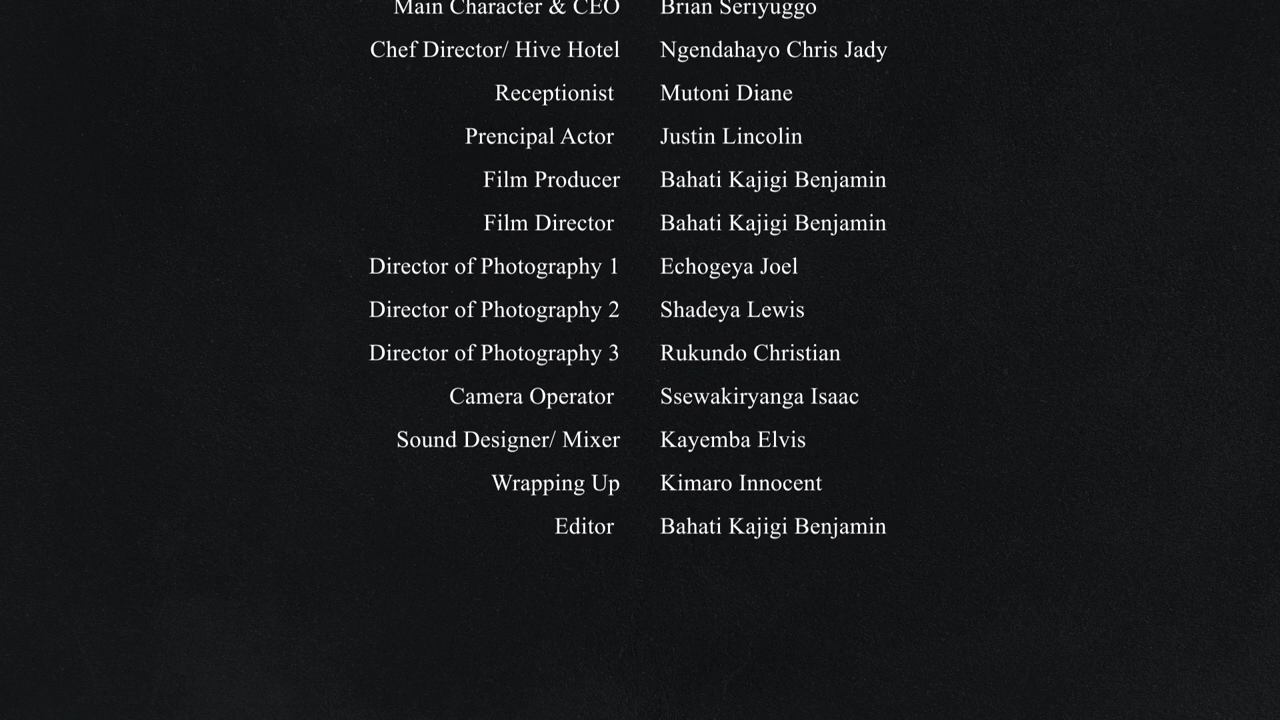 Main Character & CEO Brian Seriyuggo
Chef Director/ Hive Hotel Ngendahayo Chris Jady
Receptionist Mutoni Diane
Prencipal Actor Justin Lincolin
Film Producer Bahati Kajigi Benjamin
Film Director Bahati Kajigi Benjamin
Director of Photography 1 Echogeya Joel
Director of Photography 2 Shadeya Lewis
Director of Photography 3 Rukundo Christian
Camera Operator Ssewakiryanga Isaac
Sound Designer/ Mixer Kayemba Elvis
Wrapping Up Kimaro Innocent
Editor Bahati Kajigi Benjamin